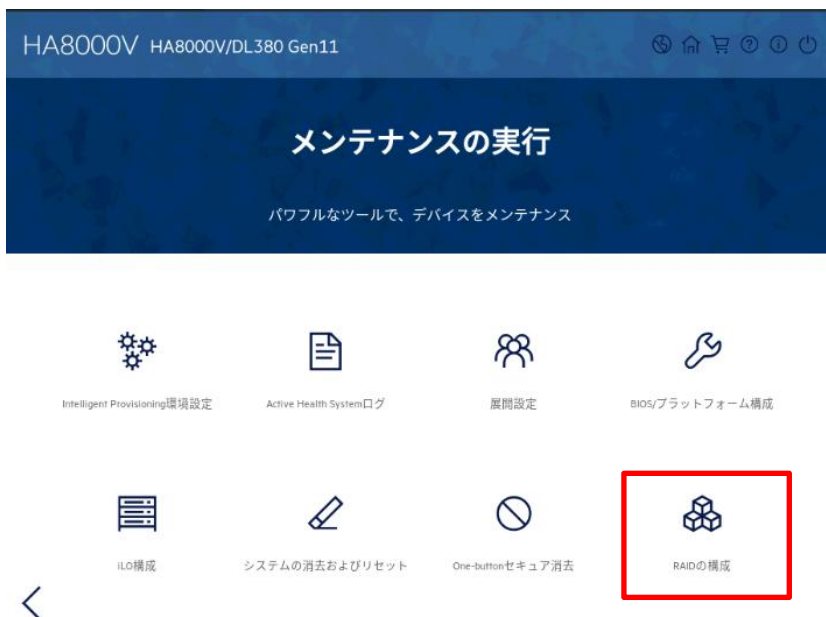 HA8000V HA8000V/DL380 Gen11
メンテナンスの実行
パワフルなツールで、デバイスをメンテナンス
Intelligent Provisioning環境設定
Active Health Systemログ
展開設定
BIOS/プラットフォーム構成
iLO構成
システムの消去およびリセット
One-buttonセキュア消去
RAIDの構成